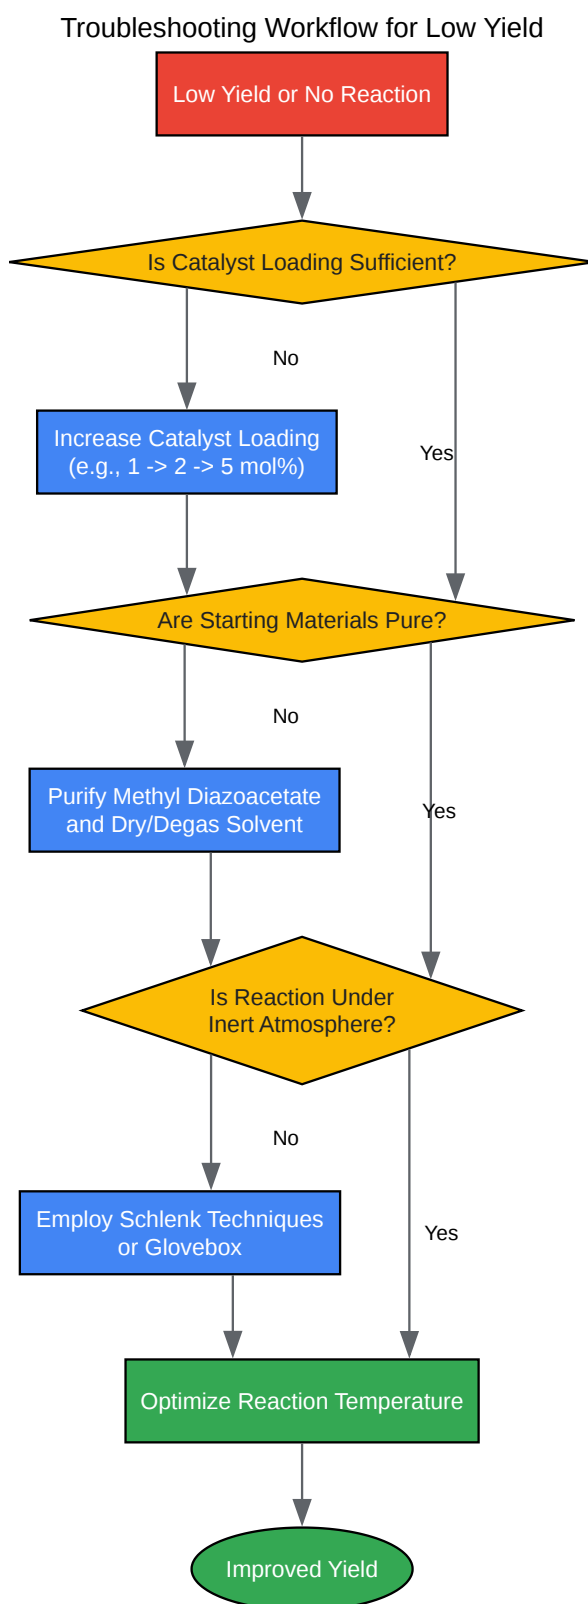 Troubleshooting Workflow for Low Yield
Low Yield or No Reaction
Is Catalyst Loading Sufficient?
No
Increase Catalyst Loading
(e.g., 1 -> 2 -> 5 mol%)
Yes
Are Starting Materials Pure?
No
Purify Methyl Diazoacetate
and Dry/Degas Solvent
Yes
Is Reaction Under
Inert Atmosphere?
No
Employ Schlenk Techniques
or Glovebox
Yes
Optimize Reaction Temperature
Improved Yield